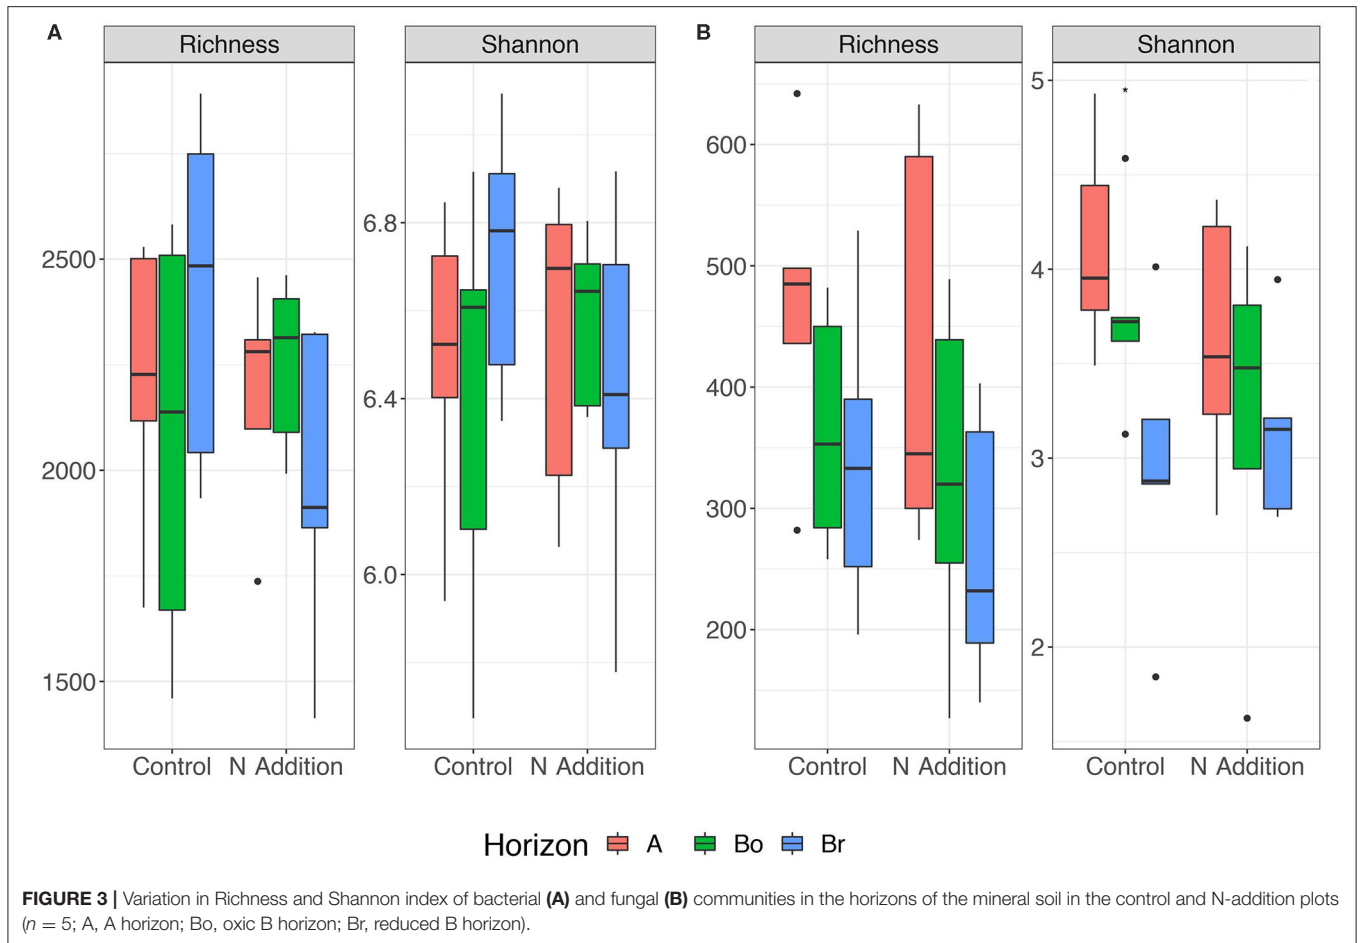 A
Richness
Shannon
2500
2000
1500
6.8
6.4
6.0
Control
N Addition
Control
N Addition
B
Richness
Shannon
600
500
400
300
200
5
4
3
2
*
Control
N Addition
Control
N Addition
Horizon A Bo Br
FIGURE 3 | Variation in Richness and Shannon index of bacterial (A) and fungal (B) communities in the horizons of the mineral soil in the control and N-addition plots
(n = 5; A, A horizon; Bo, oxic B horizon; Br, reduced B horizon).